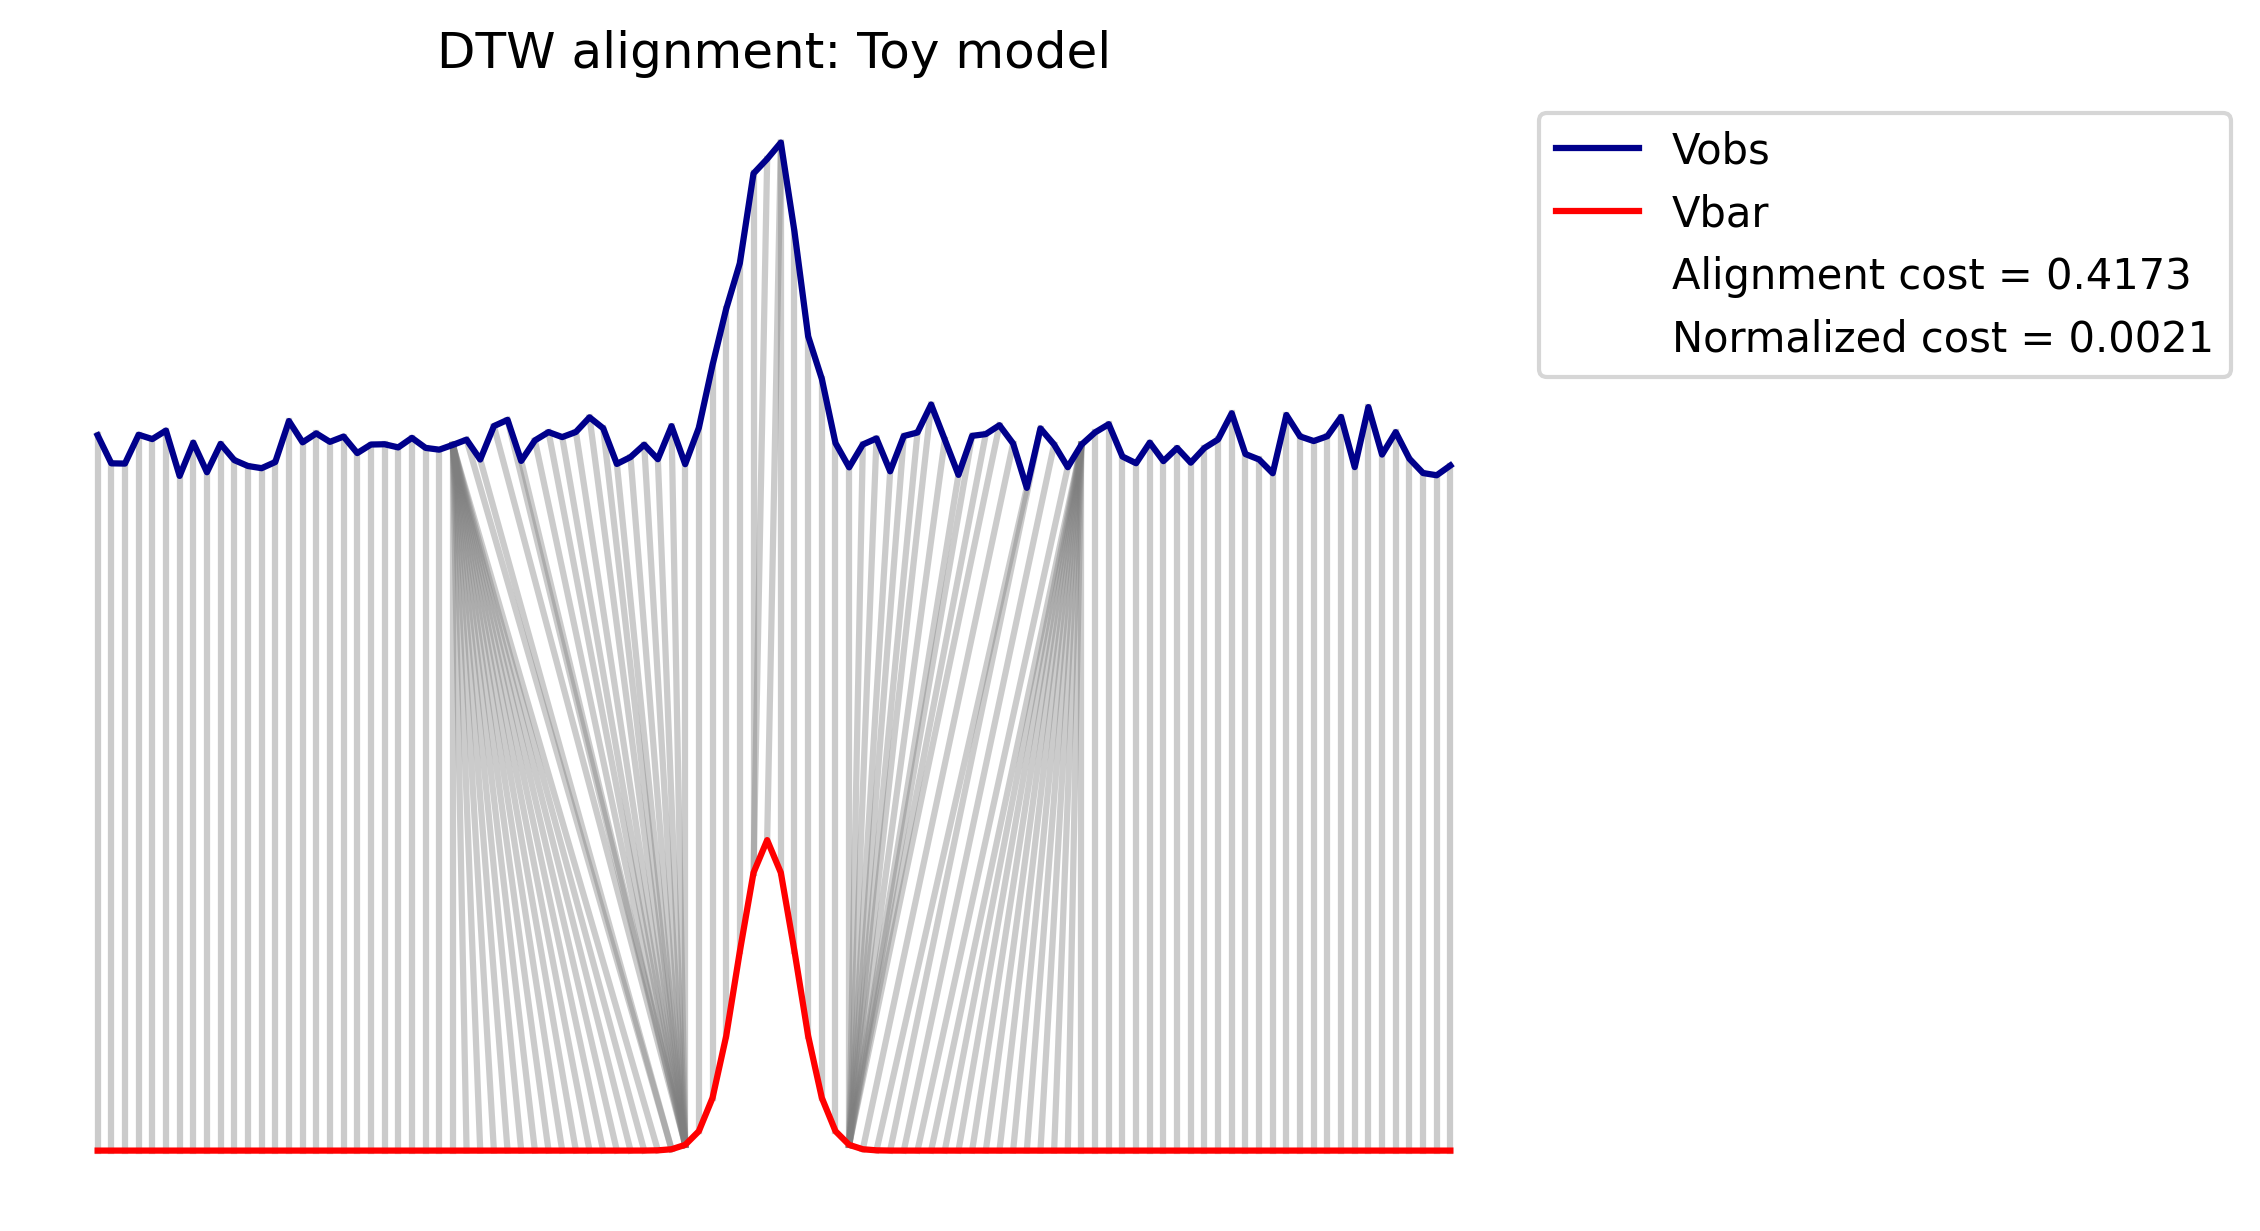 DTW alignment: Toy model
Vobs
Vbar
Alignment cost = 0.4173
Normalized cost = 0.0021